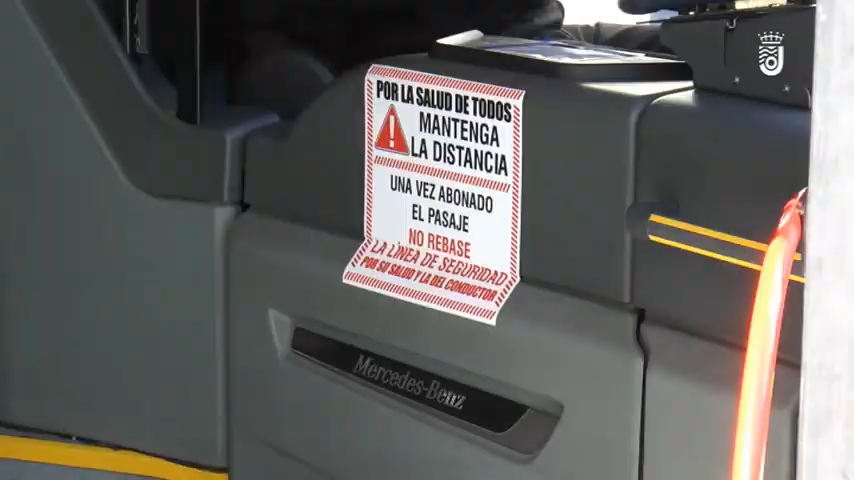 POR LA SALUD DE TODOS
MANTENGA
LA DISTANCIA
UNA VEZ ABONADO
EL PASAJE
NO REBASE
LA LÍNEA DE SEGURIDAD
POR SU SALUD Y LA DEL CONDUCTOR
Mercedes-Benz